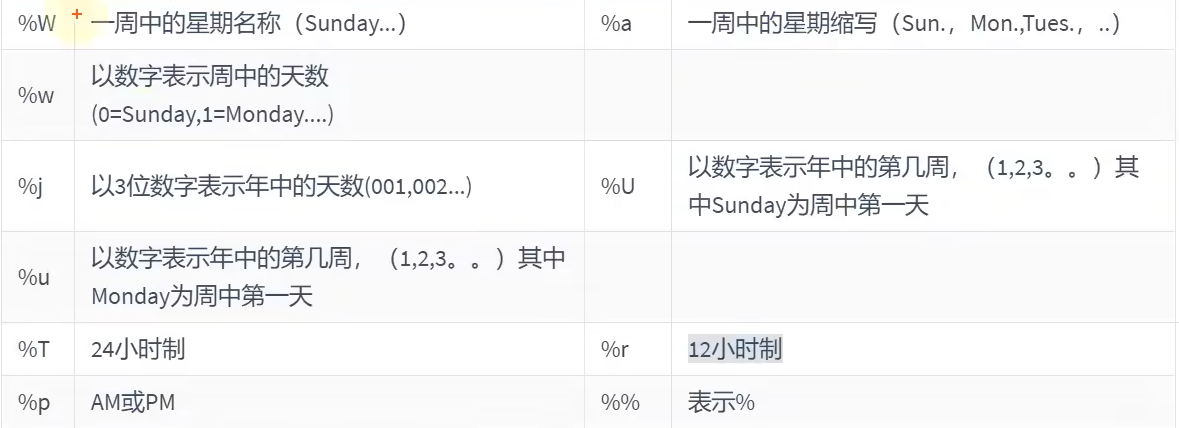 %W 一周中的星期名称（Sunday...） %a 一周中的星期缩写（Sun.，Mon.,Tues.，..）
%w 以数字表示周中的天数
(0=Sunday,1=Monday....)
%j 以3位数字表示年中的天数(001,002...) %U 以数字表示年中的第几周，（1,2,3。。）其
中Sunday为周中第一天
%u 以数字表示年中的第几周，（1,2,3。。）其中
Monday为周中第一天
%T 24小时制 %r 12小时制
%p AM或PM %% 表示%